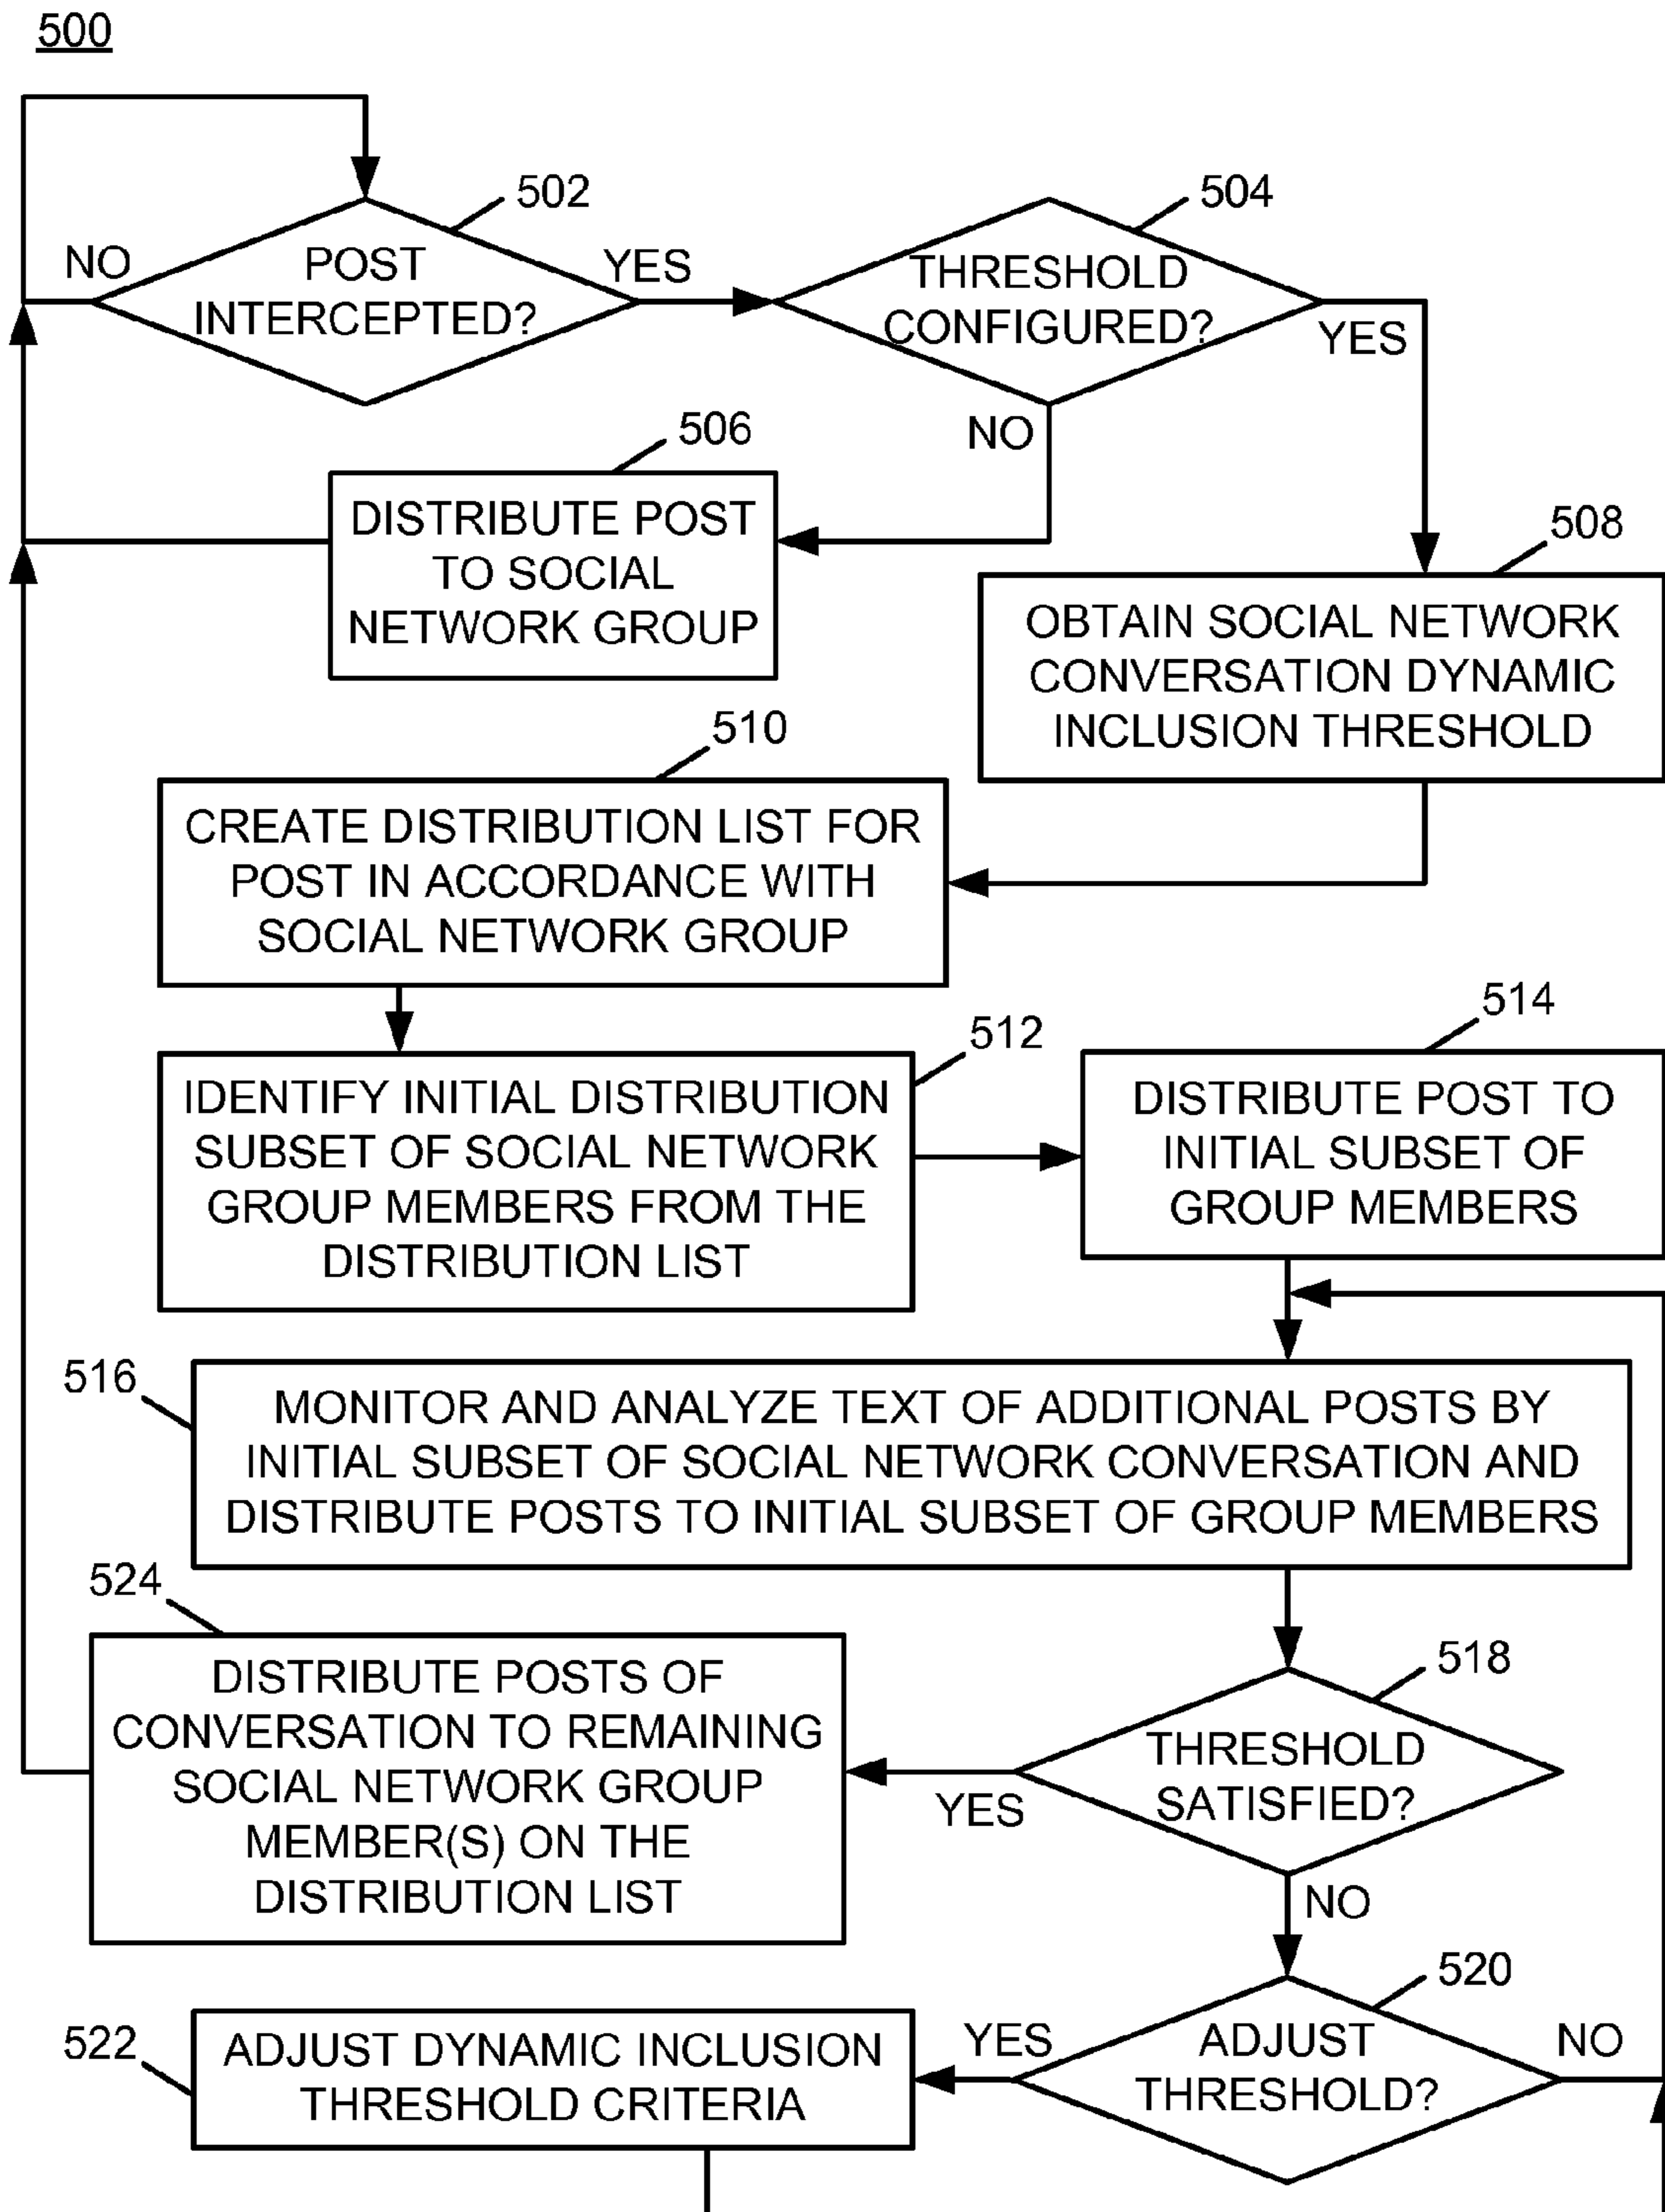 500
502
NO
POST
INTERCEPTED?
YES
504
THRESHOLD
CONFIGURED?
YES
NO
506
DISTRIBUTE POST
TO SOCIAL
NETWORK GROUP
508
OBTAIN SOCIAL NETWORK
CONVERSATION DYNAMIC
INCLUSION THRESHOLD
510
CREATE DISTRIBUTION LIST FOR
POST IN ACCORDANCE WITH
SOCIAL NETWORK GROUP
512
IDENTIFY INITIAL DISTRIBUTION
SUBSET OF SOCIAL NETWORK
GROUP MEMBERS FROM THE
DISTRIBUTION LIST
514
DISTRIBUTE POST TO
INITIAL SUBSET OF
GROUP MEMBERS
516
MONITOR AND ANALYZE TEXT OF ADDITIONAL POSTS BY
INITIAL SUBSET OF SOCIAL NETWORK CONVERSATION AND
DISTRIBUTE POSTS TO INITIAL SUBSET OF GROUP MEMBERS
518
THRESHOLD
SATISFIED?
YES
NO
524
DISTRIBUTE POSTS OF
CONVERSATION TO REMAINING
SOCIAL NETWORK GROUP
MEMBER(S) ON THE
DISTRIBUTION LIST
520
ADJUST
THRESHOLD?
YES
NO
522
ADJUST DYNAMIC INCLUSION
THRESHOLD CRITERIA